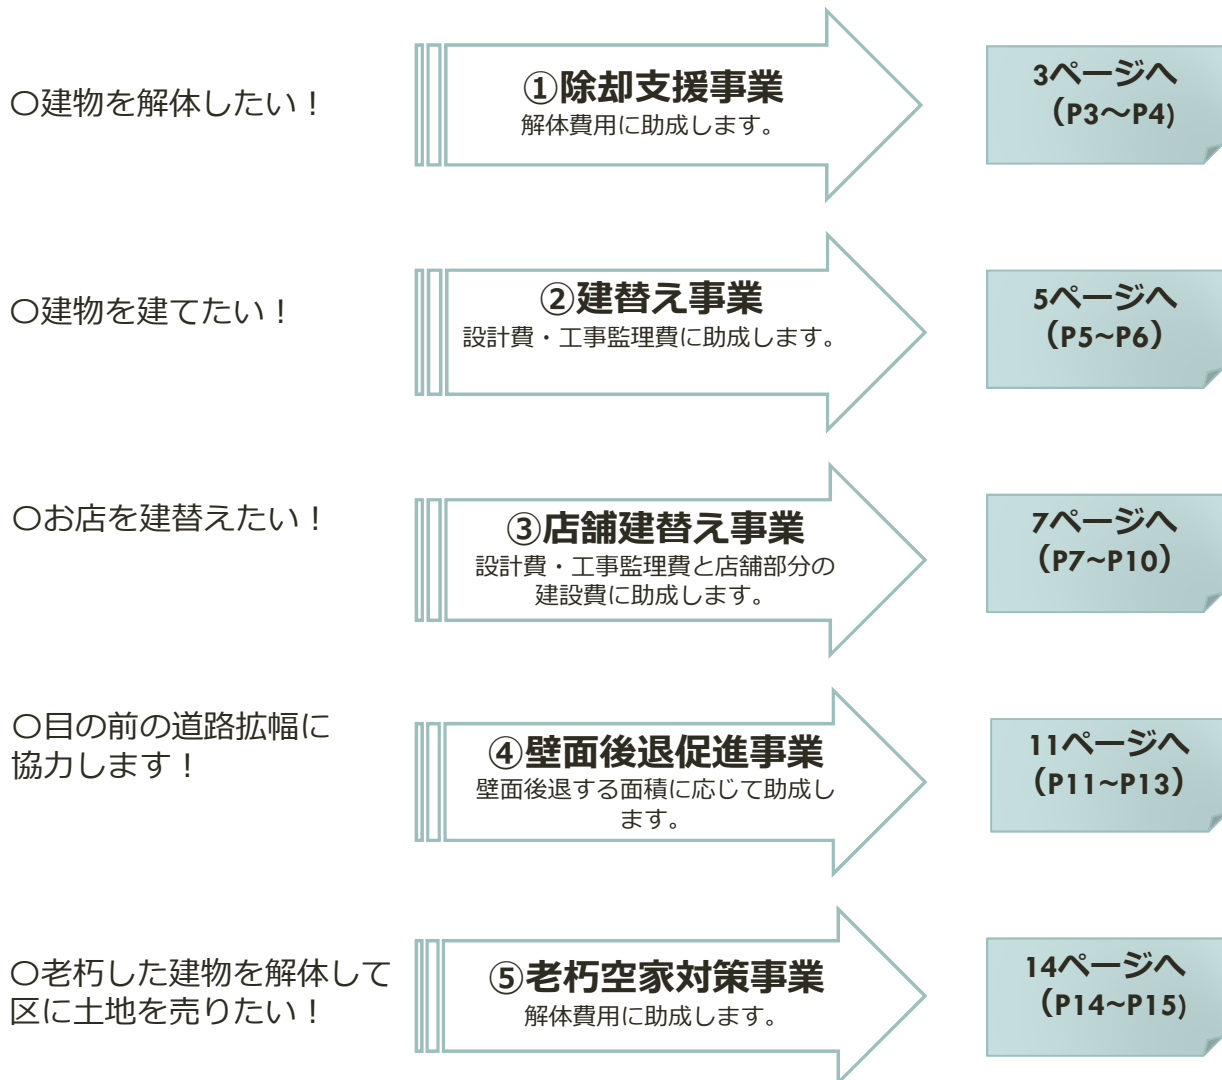 〇建物を解体したい！
①除却支援事業
解体費用に助成します。
3ページへ
（P3〜P4)
〇建物を建てたい！
②建替え事業
設計費・工事監理費に助成します。
5ページへ
（P5~P6）
〇お店を建替えたい！
③店舗建替え事業
設計費・工事監理費と店舗部分の
建設費に助成します。
7ページへ
（P7~P10）
〇目の前の道路拡幅に
協力します！
④壁面後退促進事業
壁面後退する面積に応じて助成し
ます。
11ページへ
（P11~P13）
〇老朽した建物を解体して
区に土地を売りたい！
⑤老朽空家対策事業
解体費用に助成します。
14ページへ
（P14~P15)